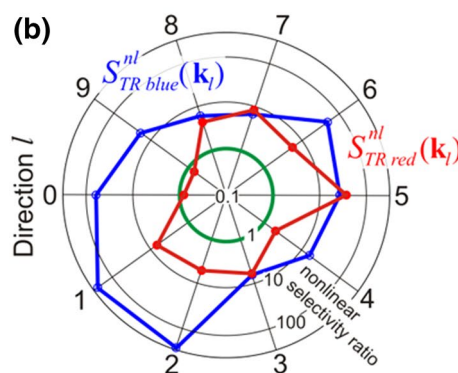 (b)
8
7
S^{nl}_{TR blue}(k_l)
9
6
S^{nl}_{TR red}(k_l)
Direction l
0
0.1
5
1
10
100
nonlinear
selectivity ratio
1
4
2
3